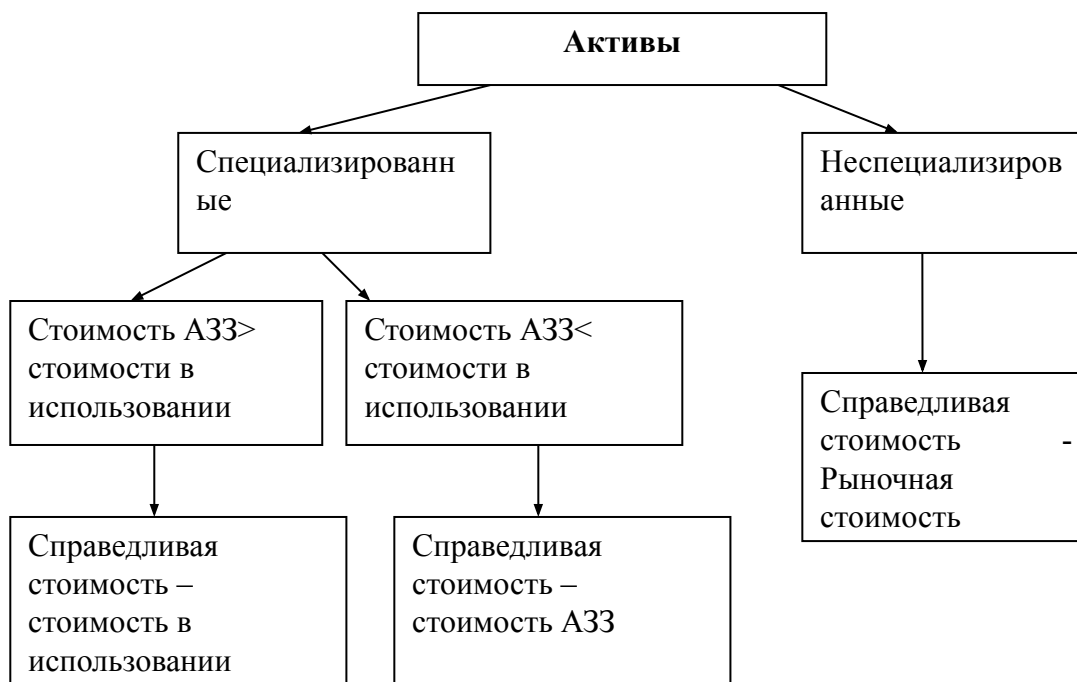 Активы
Специализированн
ые
Неспециализиров
анные
Стоимость АЗЗ>
стоимости в
использовании
Стоимость АЗЗ<
стоимости в
использовании
Справедливая
стоимость -
Рыночная
стоимость
Справедливая
стоимость –
стоимость в
использовании
Справедливая
стоимость –
стоимость АЗЗ